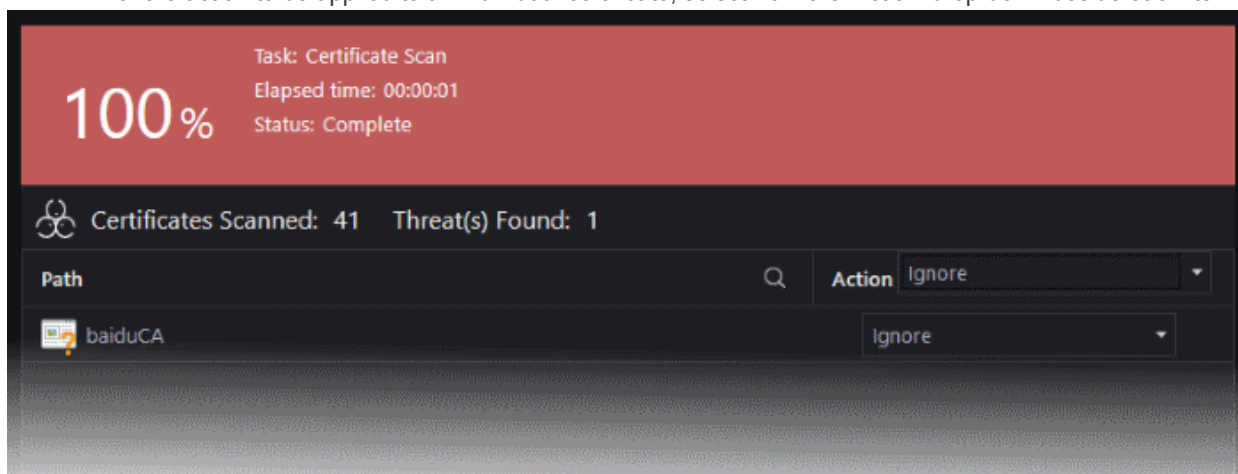 Task: Certificate Scan
Elapsed time: 00:00:01
100 % Status: Complete
Certificates Scanned: 41 Threat(s) Found: 1
Path Action Ignore
baiduCA Ignore